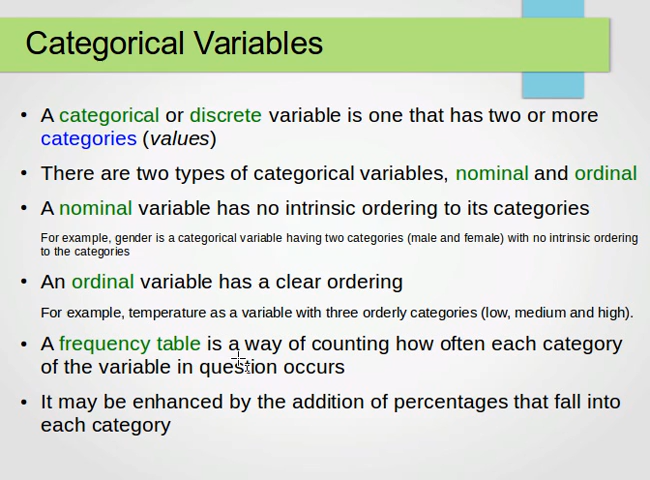 Categorical Variables
• A categorical or discrete variable is one that has two or more
categories (values)
• There are two types of categorical variables, nominal and ordinal
• A nominal variable has no intrinsic ordering to its categories
For example, gender is a categorical variable having two categories (male and female) with no intrinsic ordering
to the categories
• An ordinal variable has a clear ordering
For example, temperature as a variable with three orderly categories (low, medium and high).
• A frequency table is a way of counting how often each category
of the variable in question occurs
• It may be enhanced by the addition of percentages that fall into
each category